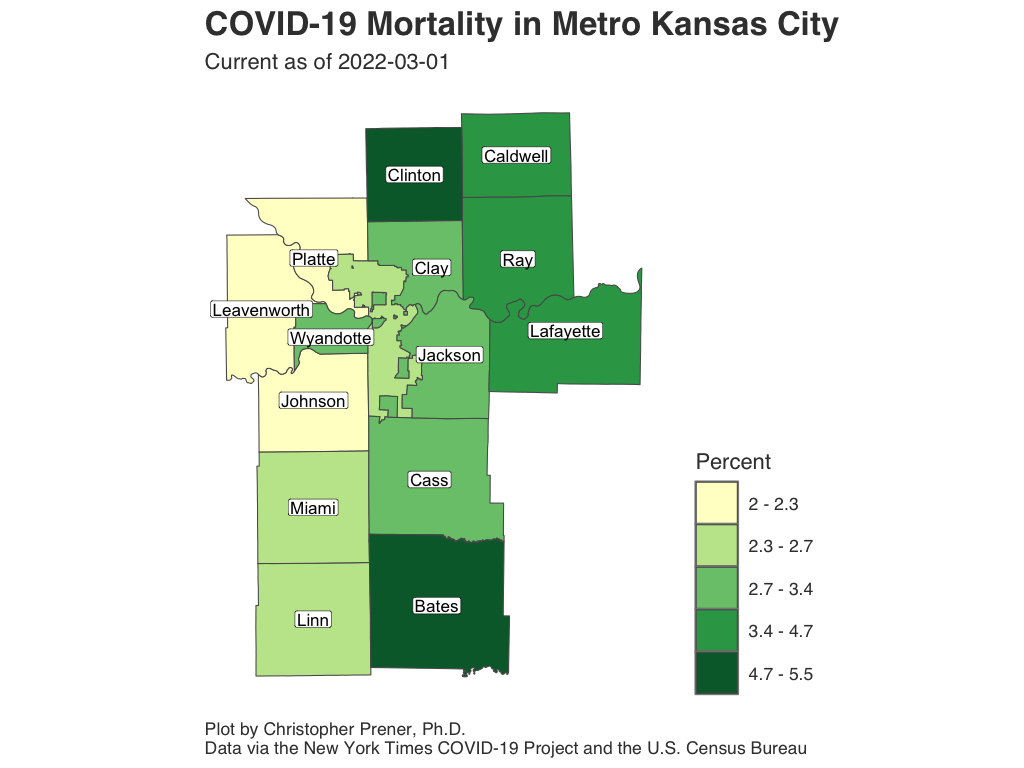 COVID-19 Mortality in Metro Kansas City
Current as of 2022-03-01
Caldwell
Clinton
Platte
Clay
Ray
Leavenworth
Wyandotte
Lafayette
Jackson
Johnson
Cass
Miami
Bates
Linn
Percent
2 - 2.3
2.3 - 2.7
2.7 - 3.4
3.4 - 4.7
4.7 - 5.5
Plot by Christopher Prener, Ph.D.
Data via the New York Times COVID-19 Project and the U.S. Census Bureau